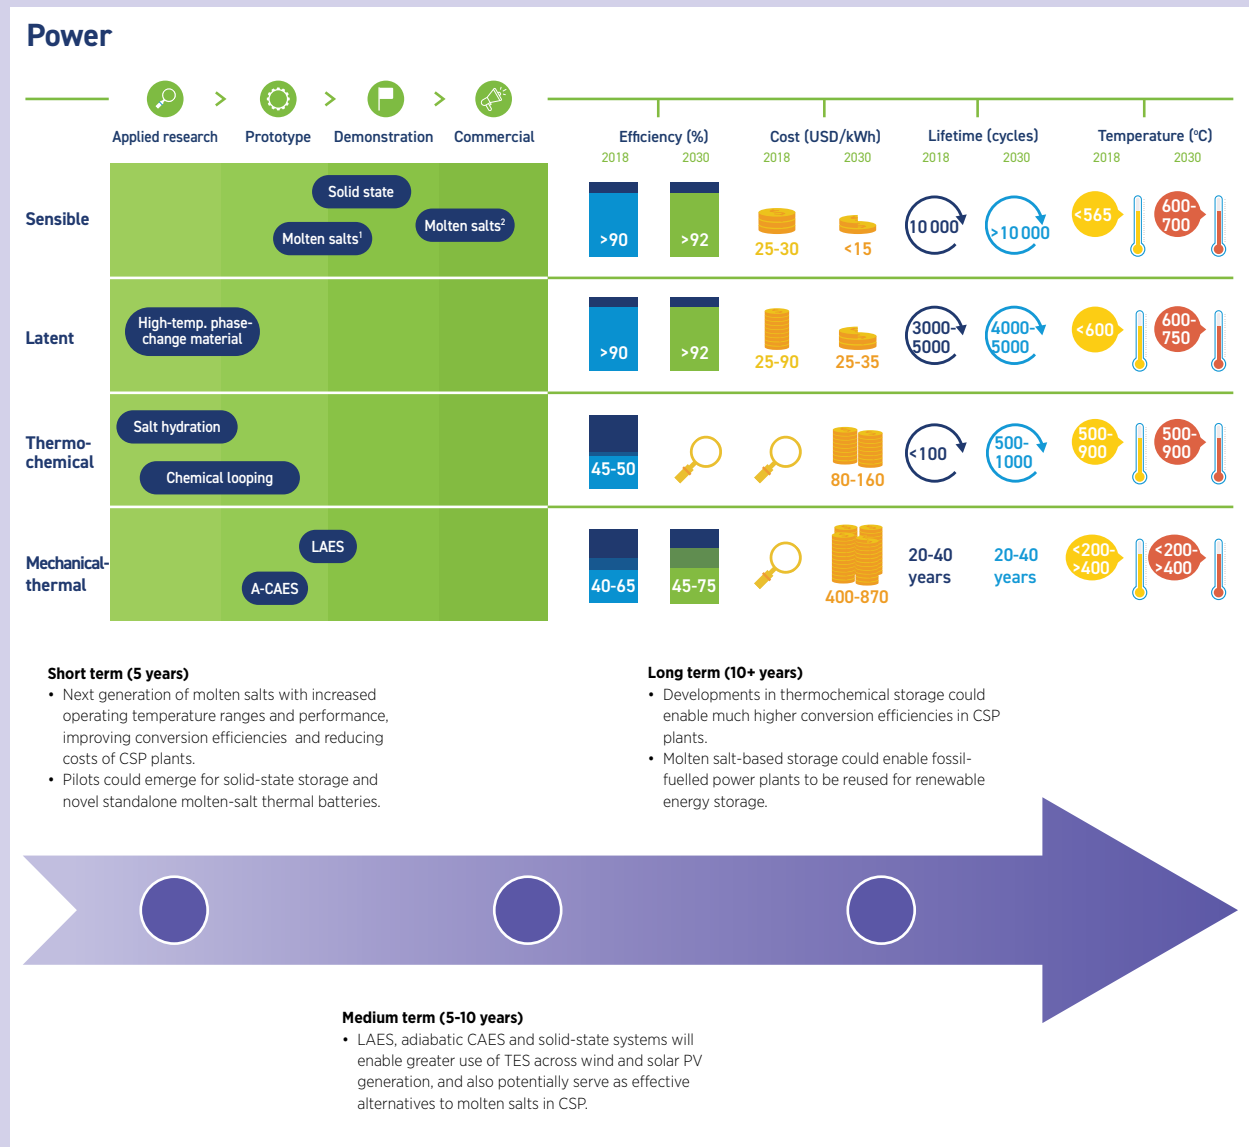 Power
Applied research
Prototype
Demonstration
Commercial
Efficiency (%)
Cost (USD/kWh)
Lifetime (cycles)
Temperature (°C)
2018
2030
2018
2030
2018
2030
2018
2030
Sensible
Solid state
Molten salts¹
Molten salts²
>90
>92
25-30
<15
10 000
>10 000
<565
600-
700
Latent
High-temp. phase-
change material
>90
>92
25-90
25-35
3000-
5000
4000-
5000
<600
600-
750
Thermo-
chemical
Salt hydration
Chemical looping
45-50
80-160
<100
500-
1000
500-
900
500-
900
Mechanical-
thermal
LAES
A-CAES
40-65
45-75
400-870
20-40
years
20-40
years
<200-
>400
<200-
>400
Short term (5 years)
• Next generation of molten salts with increased
operating temperature ranges and performance,
improving conversion efficiencies and reducing
costs of CSP plants.
• Pilots could emerge for solid-state storage and
novel standalone molten-salt thermal batteries.
Long term (10+ years)
• Developments in thermochemical storage could
enable much higher conversion efficiencies in CSP
plants.
• Molten salt-based storage could enable fossil-
fuelled power plants to be reused for renewable
energy storage.
Medium term (5-10 years)
• LAES, adiabatic CAES and solid-state systems will
enable greater use of TES across wind and solar PV
generation, and also potentially serve as effective
alternatives to molten salts in CSP.